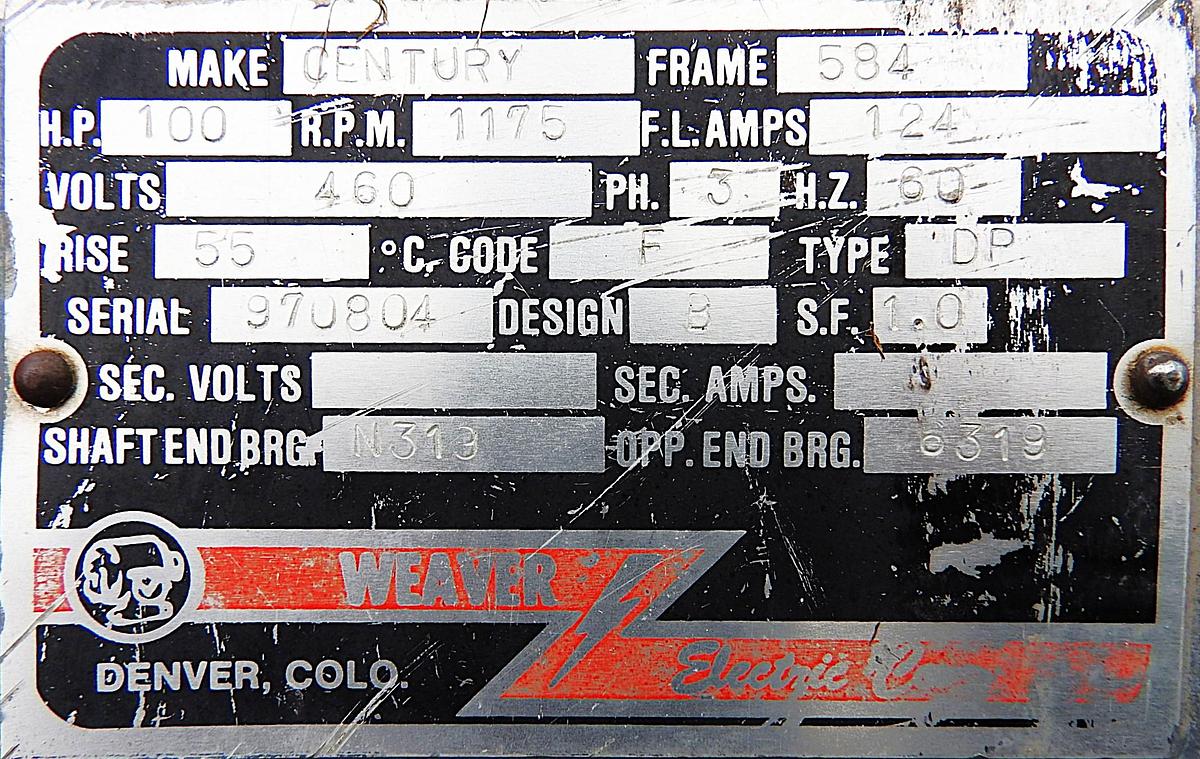 MAKE CENTURY FRAME 584
H.P. 100 R.P.M. 1175 F.L. AMPS 124
VOLTS 460 PH. 3 H.Z. 60
RISE 55 °C. CODE F TYPE DP
SERIAL 970804 DESIGN B S.F. 1.0
SEC. VOLTS SEC. AMPS.
SHAFT END BRG. N319 OPP. END BRG. 6319
WEAVER
Electric
DENVER, COLO.